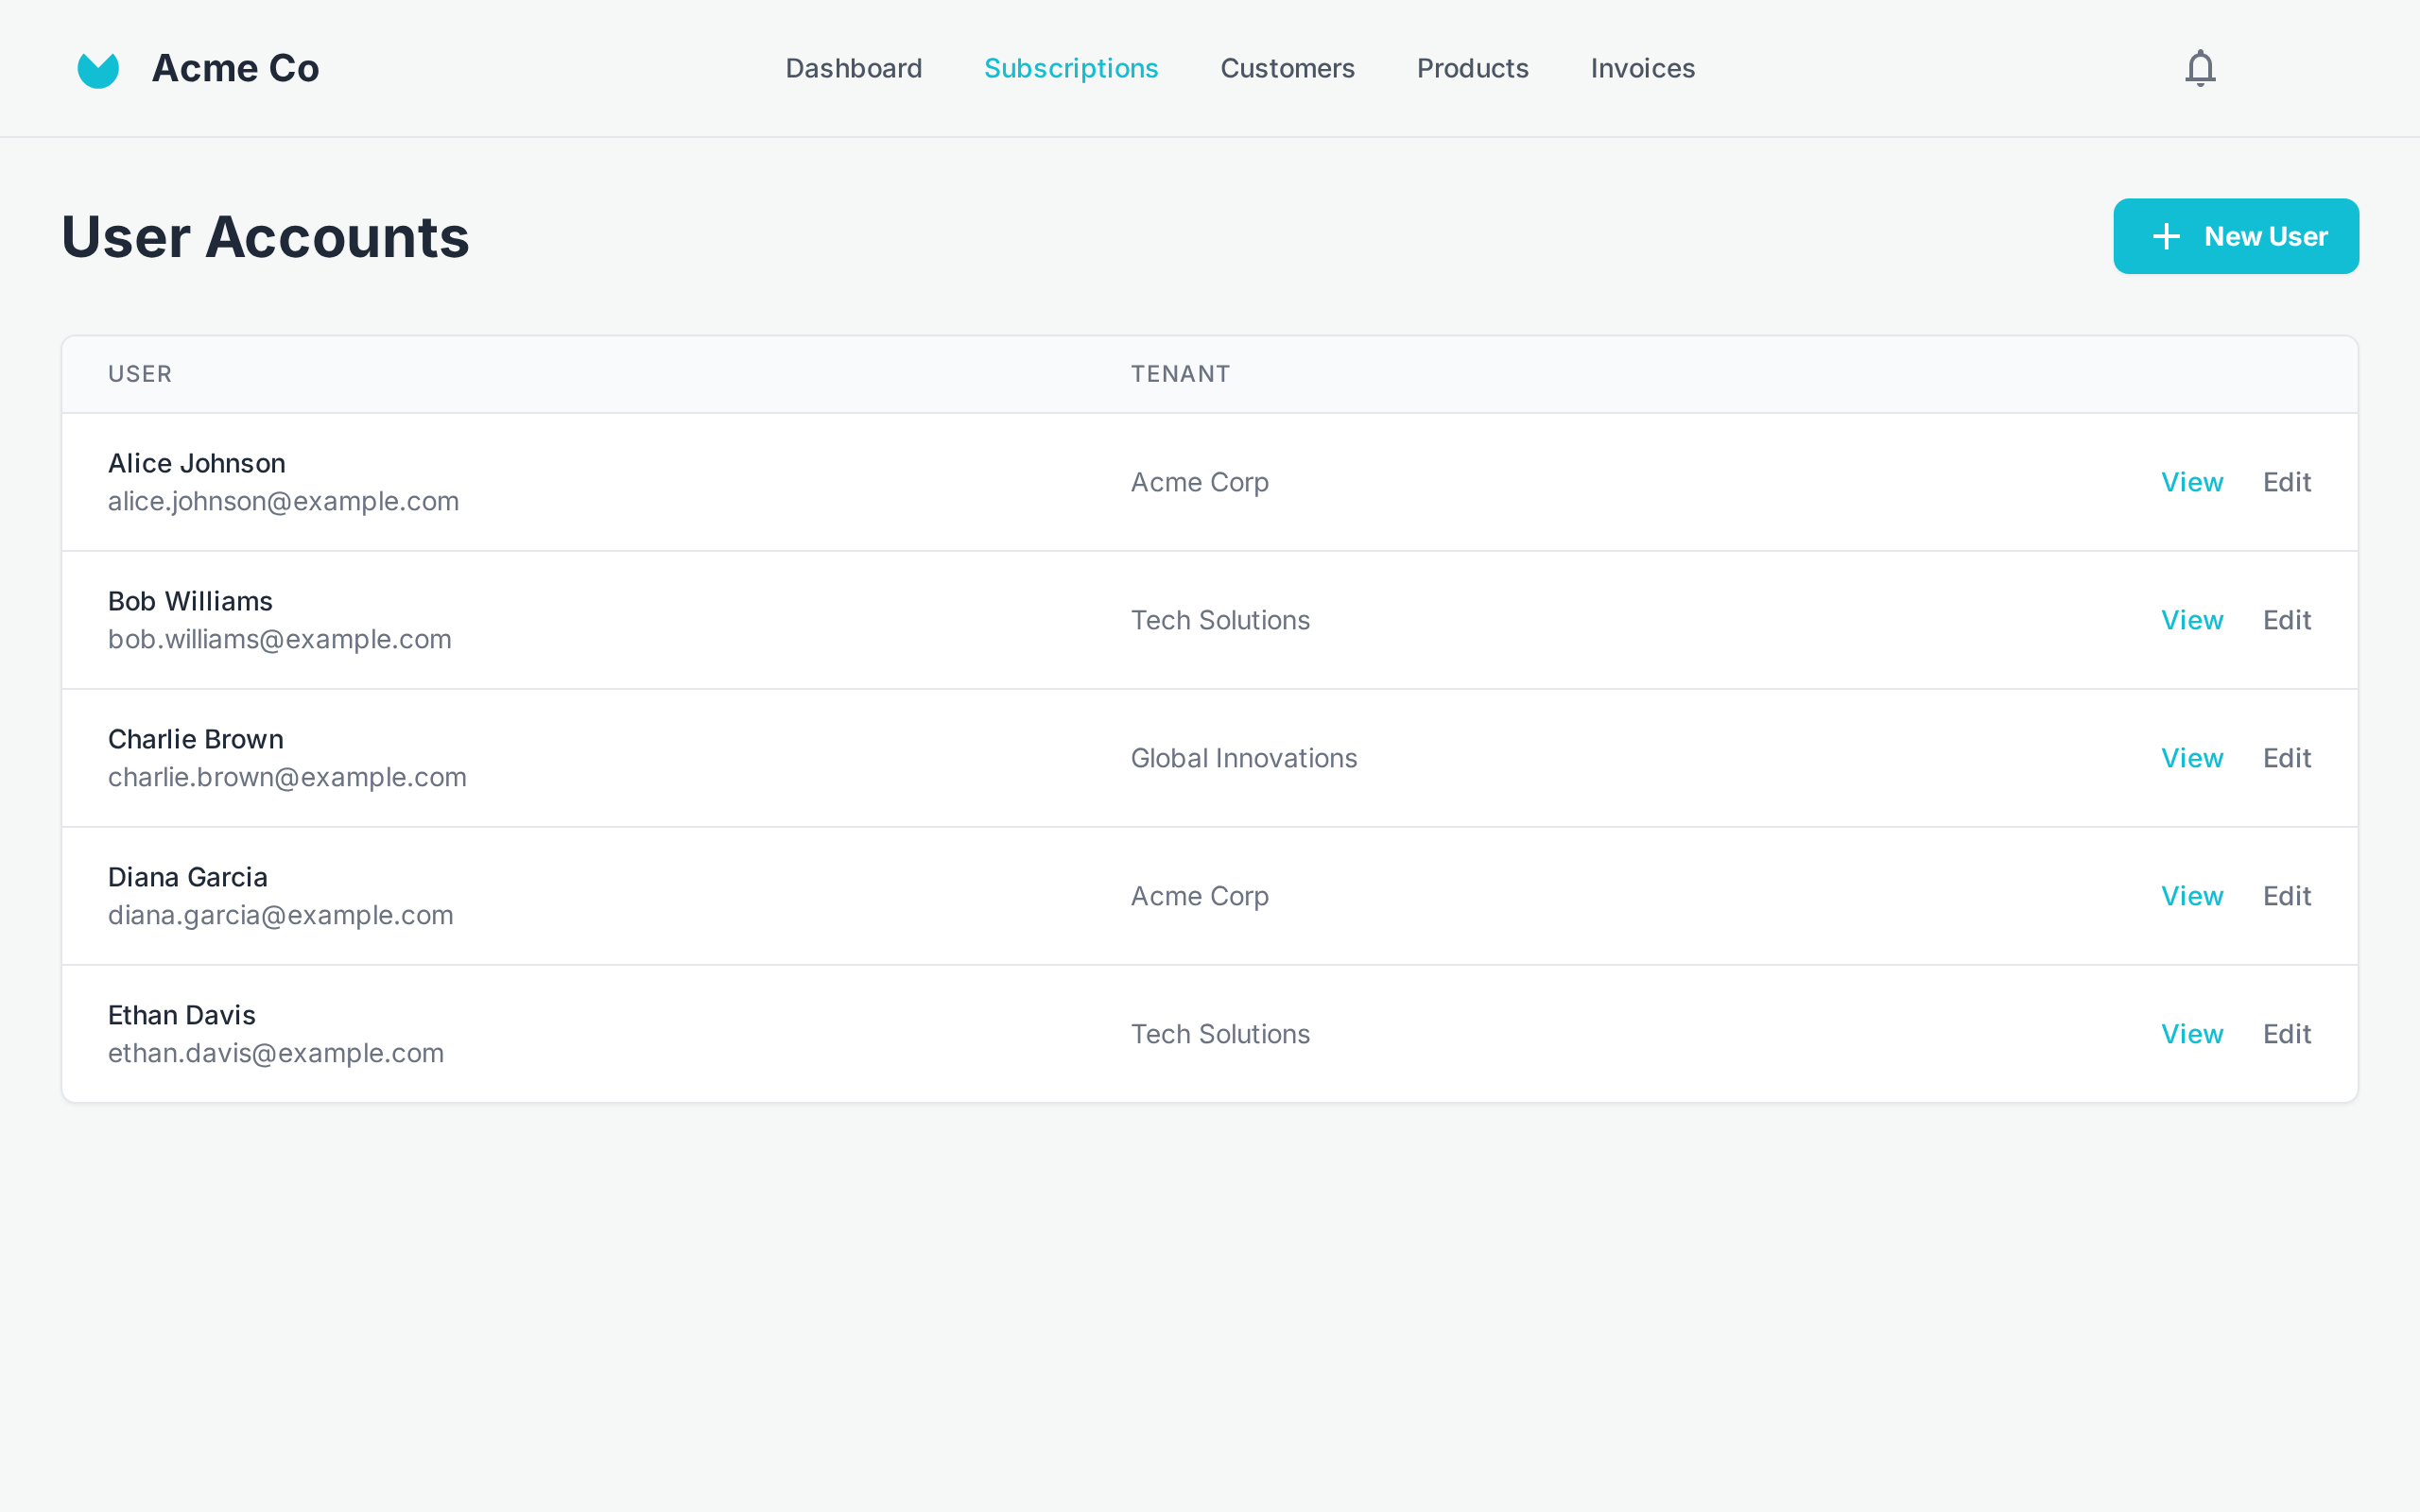 Acme Co
Dashboard Subscriptions Customers Products Invoices
User Accounts
New User
USER TENANT
Alice Johnson
alice.johnson@example.com
Acme Corp
View Edit
Bob Williams
bob.williams@example.com
Tech Solutions
View Edit
Charlie Brown
charlie.brown@example.com
Global Innovations
View Edit
Diana Garcia
diana.garcia@example.com
Acme Corp
View Edit
Ethan Davis
ethan.davis@example.com
Tech Solutions
View Edit